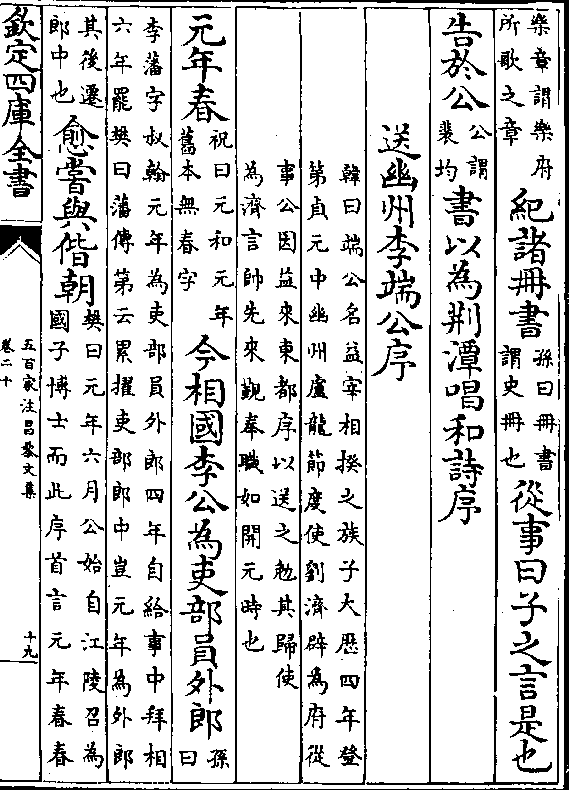 樂章謂樂府
所歌之章
紀諸冊書
孫曰冊書
謂史冊也
從事曰子之言是也
告於公
公謂
裴均
書以為荆潭唱和詩序
送幽州李端公序
韓曰端公名益宰相揆之族子大歴四年登
第貞元中幽州盧龍節度使劉濟辟為府從
事公因益來東都序以送之勉其歸使
為濟言帥先來覲奉職如開元時也
元年春
祝曰元和元年
舊本無春字
今相國李公為吏部員外郎
孫曰
李藩字叔翰元年為吏部員外郎四年自給事中拜相
六年罷樊曰藩傳第云累擢吏部郎中豈元年為外郎
其後遷
郎中也
愈嘗與偕朝
樊曰元年六月公始自江陵召為
國子博士而此序首言元年春春
欽定四庫全書
五百家注昌黎文集
卷二十
十九